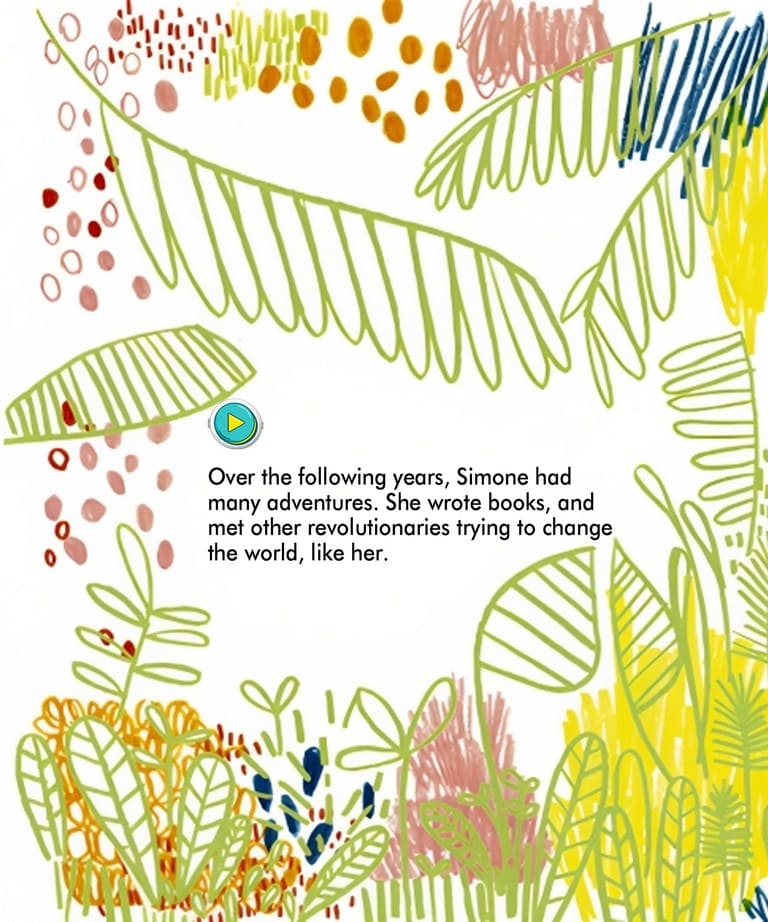 Over the following years, Simone had
many adventures. She wrote books, and
met other revolutionaries trying to change
the world, like her.